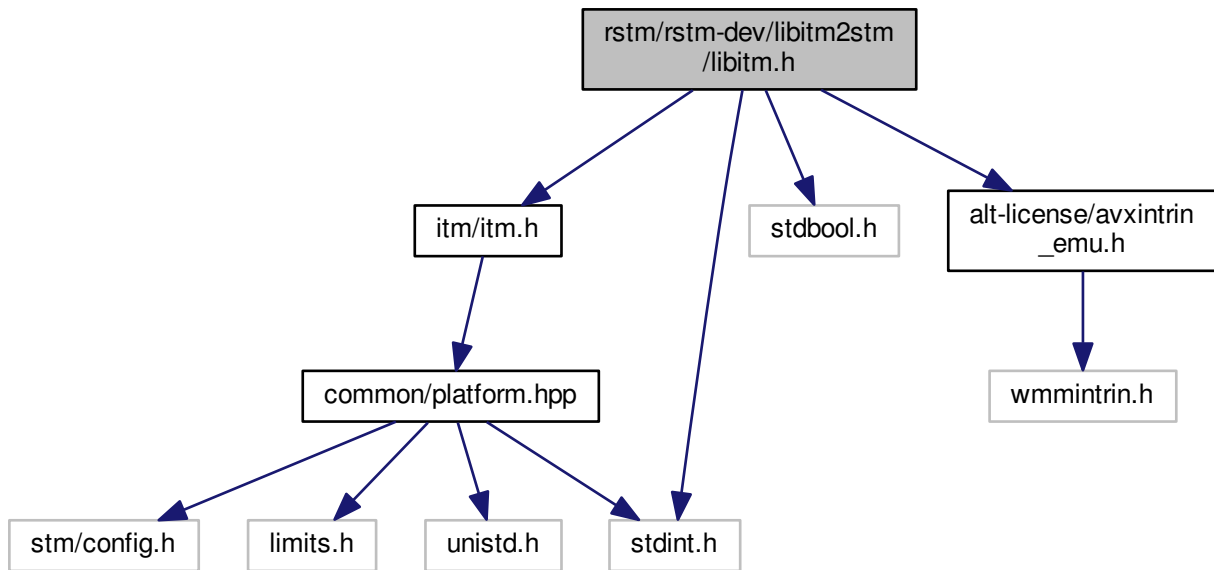 rstm/rstm-dev/libitm2stm
/libitm.h
itm/itm.h
stdbool.h
alt-license/avxintrin
_emu.h
common/platform.hpp
wmmintrin.h
stm/config.h
limits.h
unistd.h
stdint.h